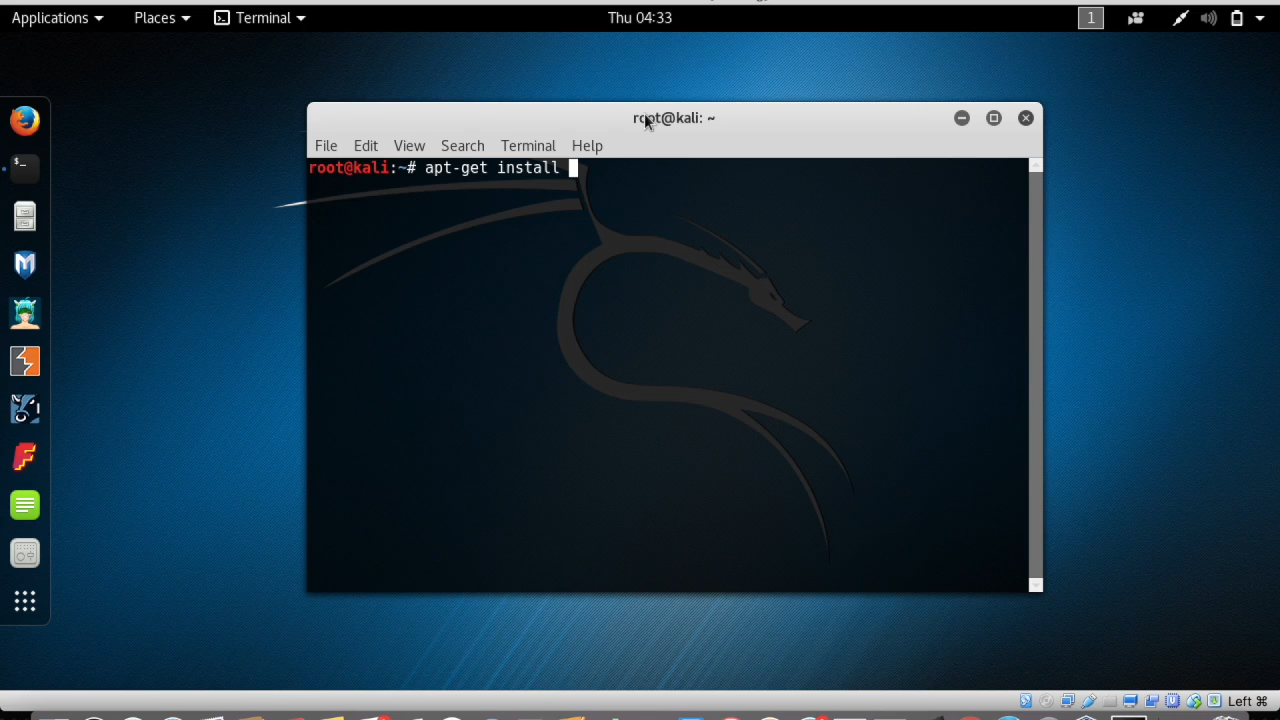 Applications Places Terminal Thu 04:33 1
root@kali: ~
File Edit View Search Terminal Help
root@kali:~# apt-get install
Left ⌘